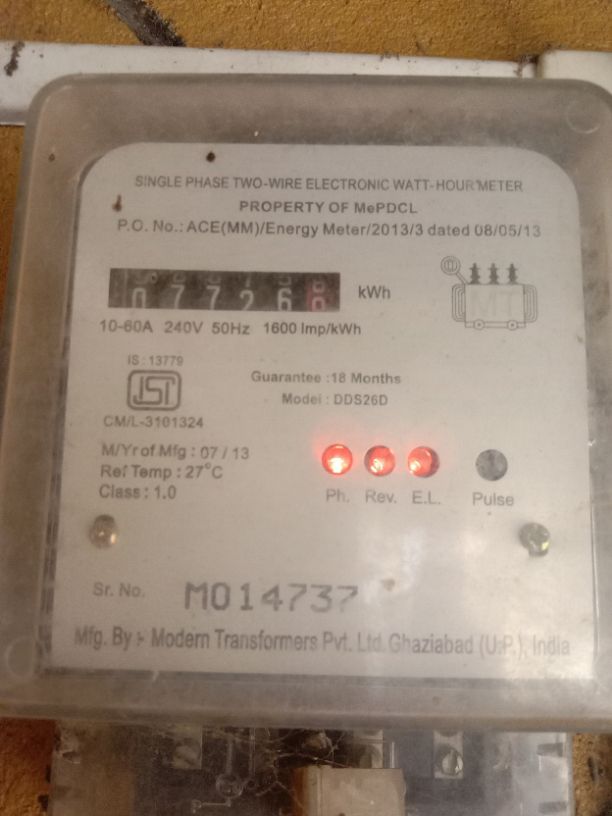 SINGLE PHASE TWO-WIRE ELECTRONIC WATT-HOUR METER
PROPERTY OF MePDCL
P.O. No.: ACE(MM)/Energy Meter/2013/3 dated 08/05/13
07726 kWh
MT
10-60A 240V 50Hz 1600 Imp/kWh
IS : 13779
ISI
CM/L-3101324
Guarantee : 18 Months
Model : DDS26D
M/Yr of Mfg : 07 / 13
Ref Temp : 27°C
Class : 1.0
Ph. Rev. E.L. Pulse
Sr. No. M014737
Mfg. By :- Modern Transformers Pvt. Ltd. Ghaziabad (U.P.), India